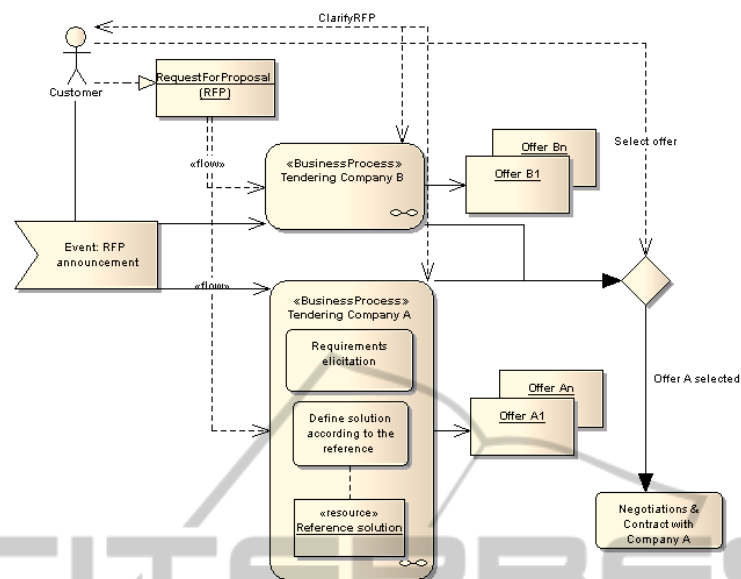 ClarifyRFP
Customer
RequestForProposal
(RFP)
«flow»
«BusinessProcess»
Tendering Company B
Offer Bn
Offer B1
Select offer
Event: RFP
announcement
«flow»
«BusinessProcess»
Tendering Company A
Requirements
elicitation
Define solution
according to the
reference
«resource»
Reference solution
Offer An
Offer A1
Offer A selected
Negotiations &
Contract with
Company A